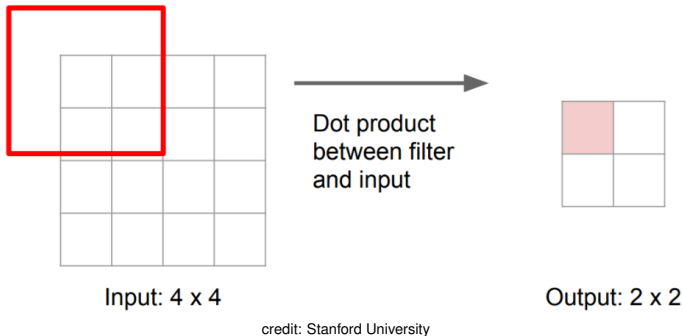 Dot product
between filter
and input
Input: 4 x 4
Output: 2 x 2
credit: Stanford University